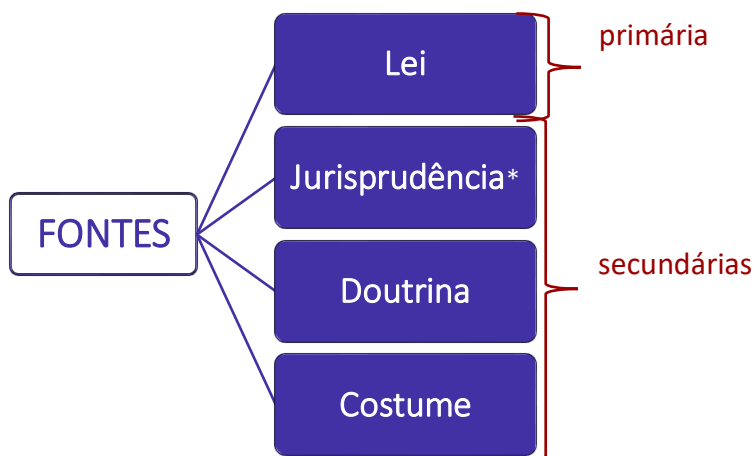 primária
Lei
Jurisprudência*
FONTES
secundárias
Doutrina
Costume